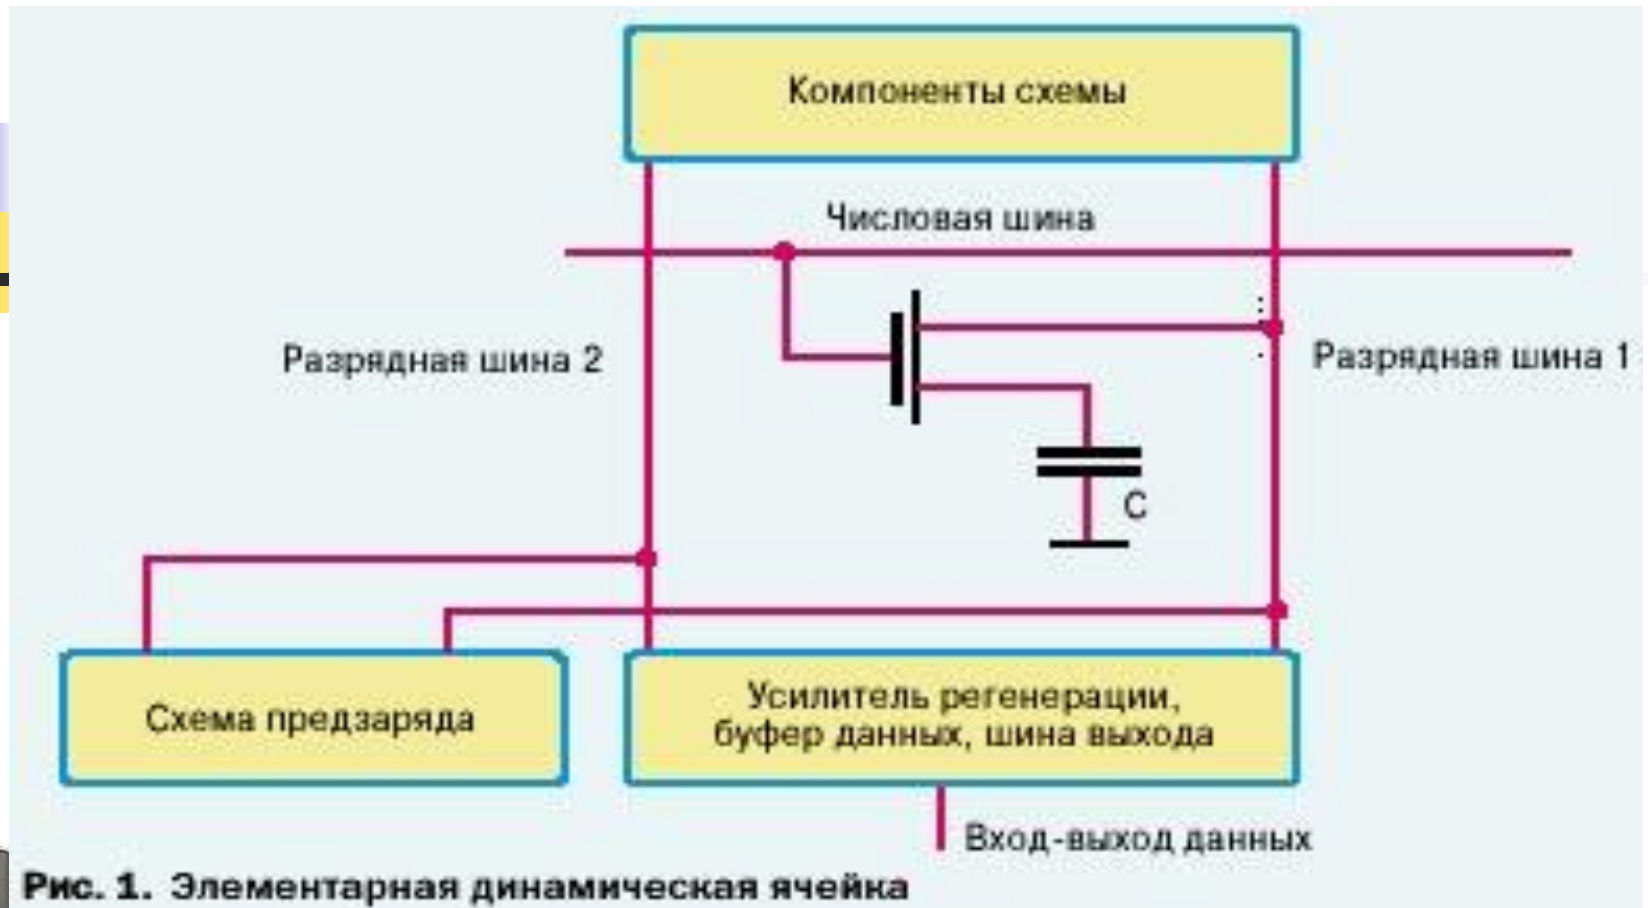 Компоненты схемы
Числовая шина
Разрядная шина 2
Разрядная шина 1
С
Схема предзаряда
Усилитель регенерации,
буфер данных, шина выхода
Вход-выход данных
Рис. 1. Элементарная динамическая ячейка